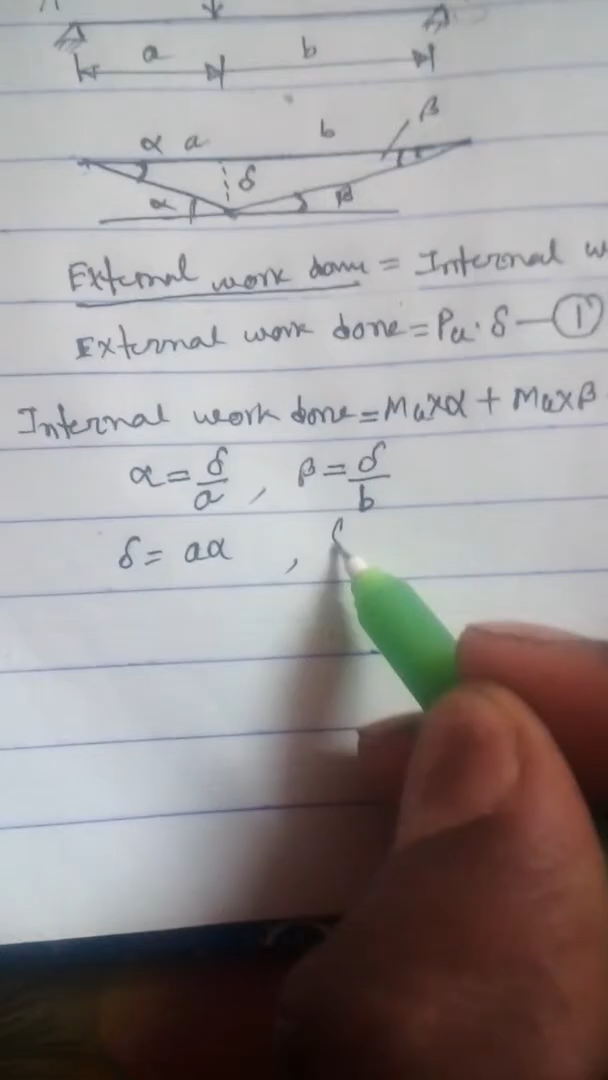 a b
α a b β
δ
α β
External work done = Internal
External work done = Pu·δ — ①
Internal work done = Mu×α + Mu×β
α = δ/a , β = δ/b
δ = aα ,